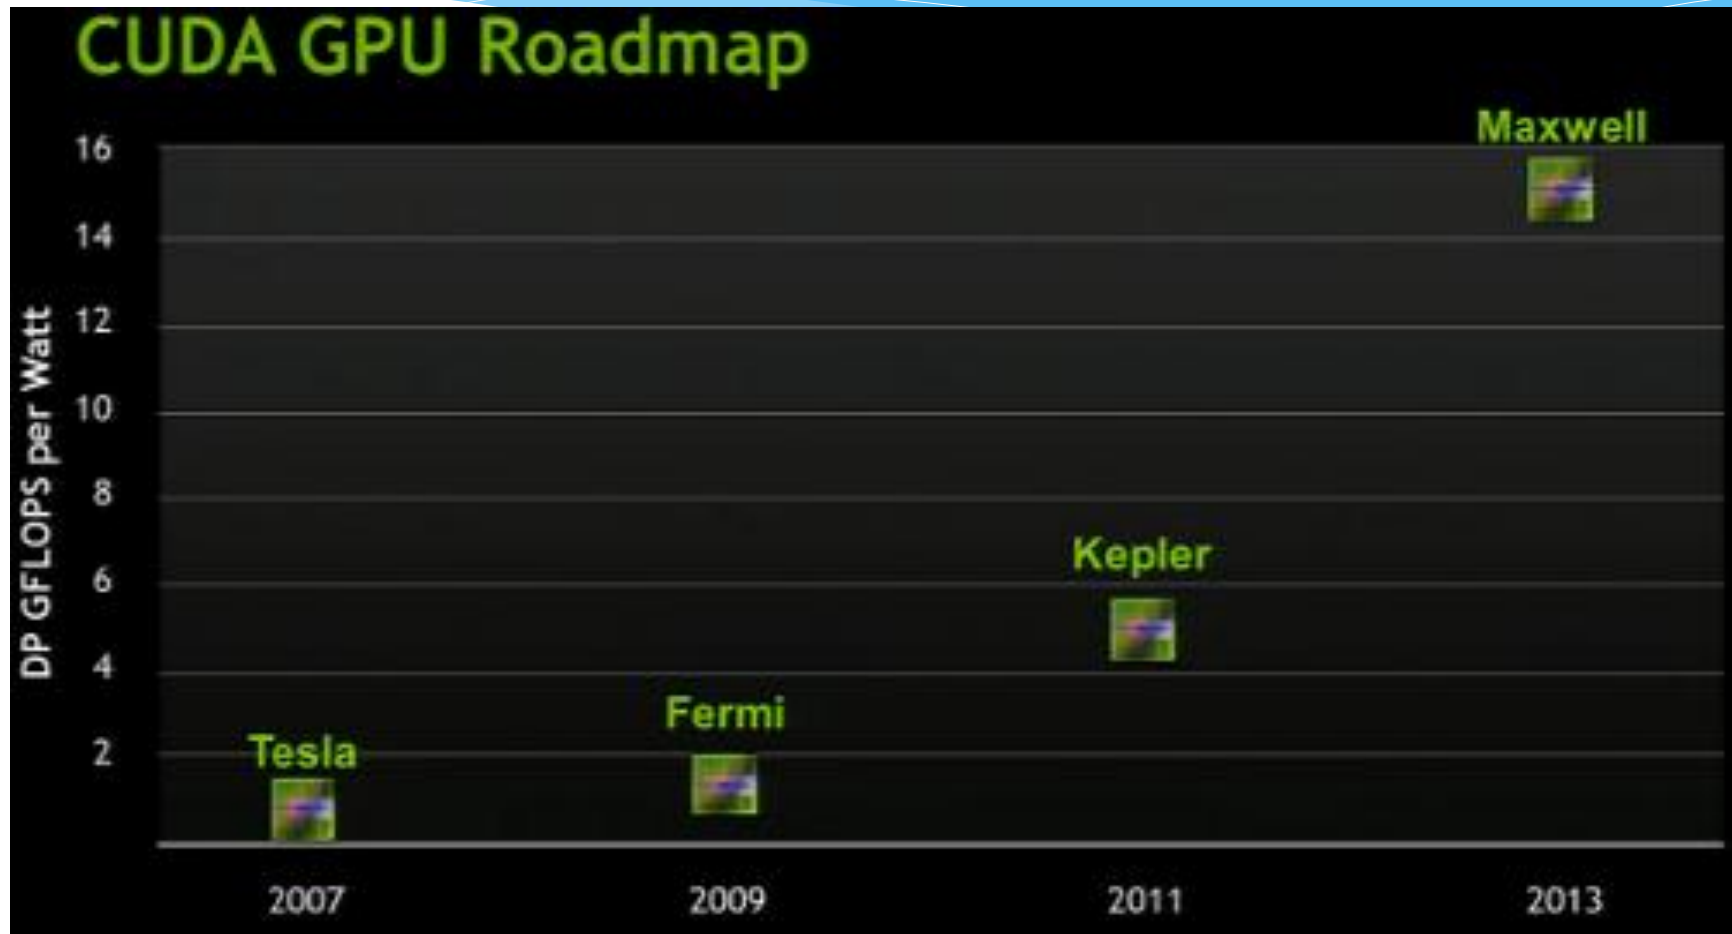 CUDA GPU Roadmap
Maxwell
16
14
12
10
8
6
4
2
DP GFLOPS per Watt
Kepler
Fermi
Tesla
2007
2009
2011
2013